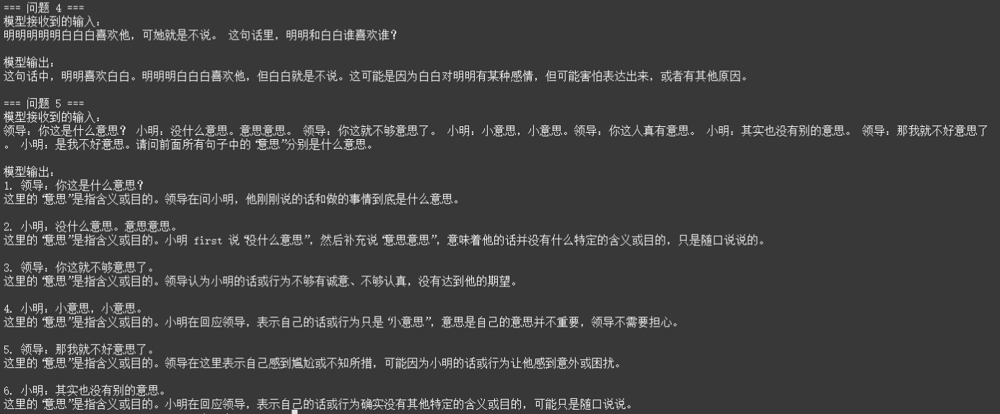 === 问题 4 ===
模型接收到的输入:
明明明明明白白白喜欢他，可她就是不说。 这句话里，明明和白白谁喜欢谁?
模型输出:
这句话中，明明喜欢白白。明明明白白白喜欢他，但白白就是不说。这可能是因为白白对明明有某种感情，但可能害怕表达出来，或者有其他原因。
=== 问题 5 ===
模型接收到的输入:
领导: 你这是什么意思? 小明: 没什么意思。意思意思。 领导: 你这就不够意思了。 小明: 小意思，小意思。领导: 你这人真有意思。 小明: 其实也没有别的意思。 领导: 那我就不好意思了
。 小明: 是我不好意思。请问前面所有句子中的“意思”分别是什么意思。
模型输出:
1. 领导: 你这是什么意思?
这里的“意思”是指含义或目的。领导在问小明，他刚刚说的话和做的事情到底是什么意思。
2. 小明: 没什么意思。意思意思。
这里的“意思”是指含义或目的。小明 first 说“没什么意思”，然后补充说“意思意思”，意味着他的话并没有什么特定的含义或目的，只是随口说说的。
3. 领导: 你这就不够意思了。
这里的“意思”是指含义或目的。领导认为小明的话或行为不够有诚意、不够认真，没有达到他的期望。
4. 小明: 小意思，小意思。
这里的“意思”是指含义或目的。小明在回应领导，表示自己的话或行为只是“小意思”，意思是自己的意思并不重要，领导不需要担心。
5. 领导: 那我就不好意思了。
这里的“意思”是指含义或目的。领导在这里表示自己感到尴尬或不知所措，可能因为小明的话或行为让他感到意外或困扰。
6. 小明: 其实也没有别的意思。
这里的“意思”是指含义或目的。小明在回应领导，表示自己的话或行为确实没有其他特定的含义或目的，可能只是随口说说。